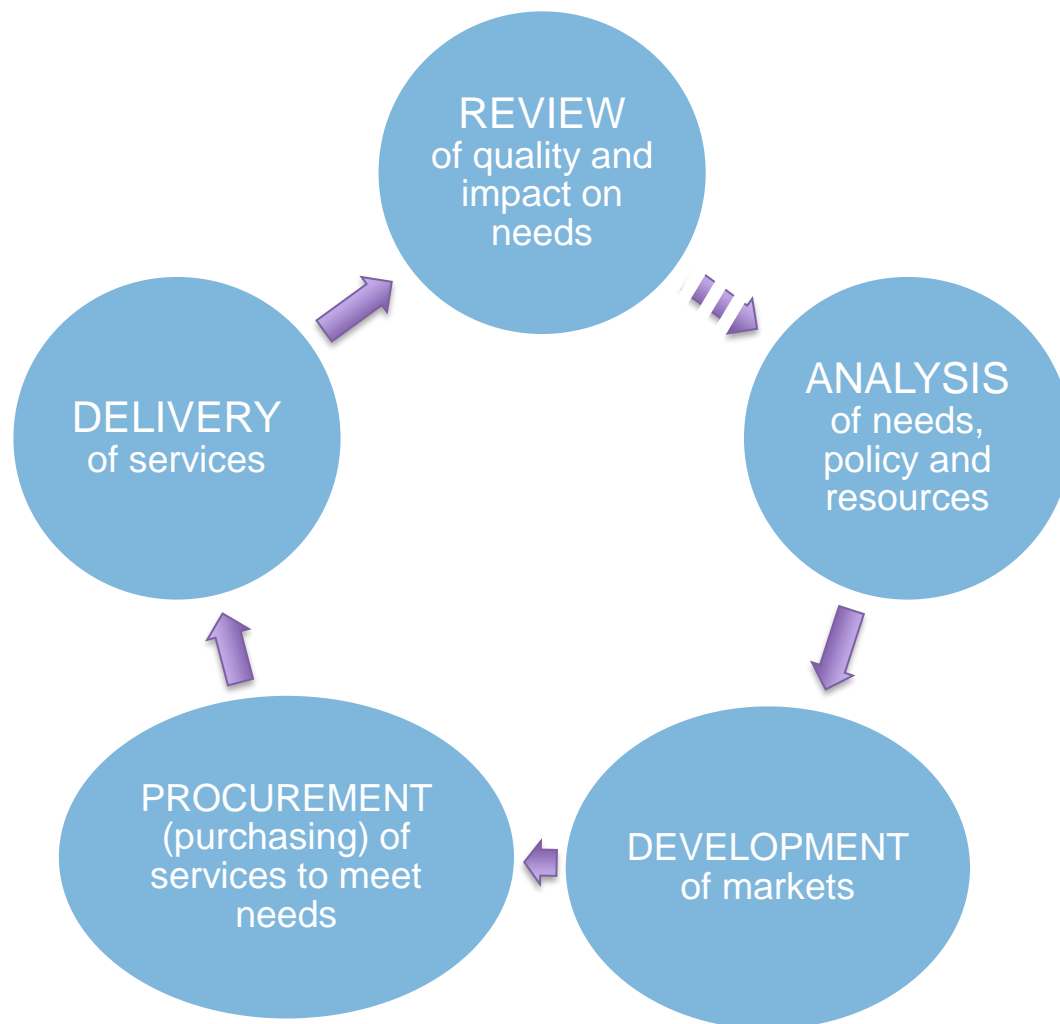 REVIEW
of quality and
impact on
needs
ANALYSIS
of needs,
policy and
resources
DEVELOPMENT
of markets
PROCUREMENT
(purchasing) of
services to meet
needs
DELIVERY
of services